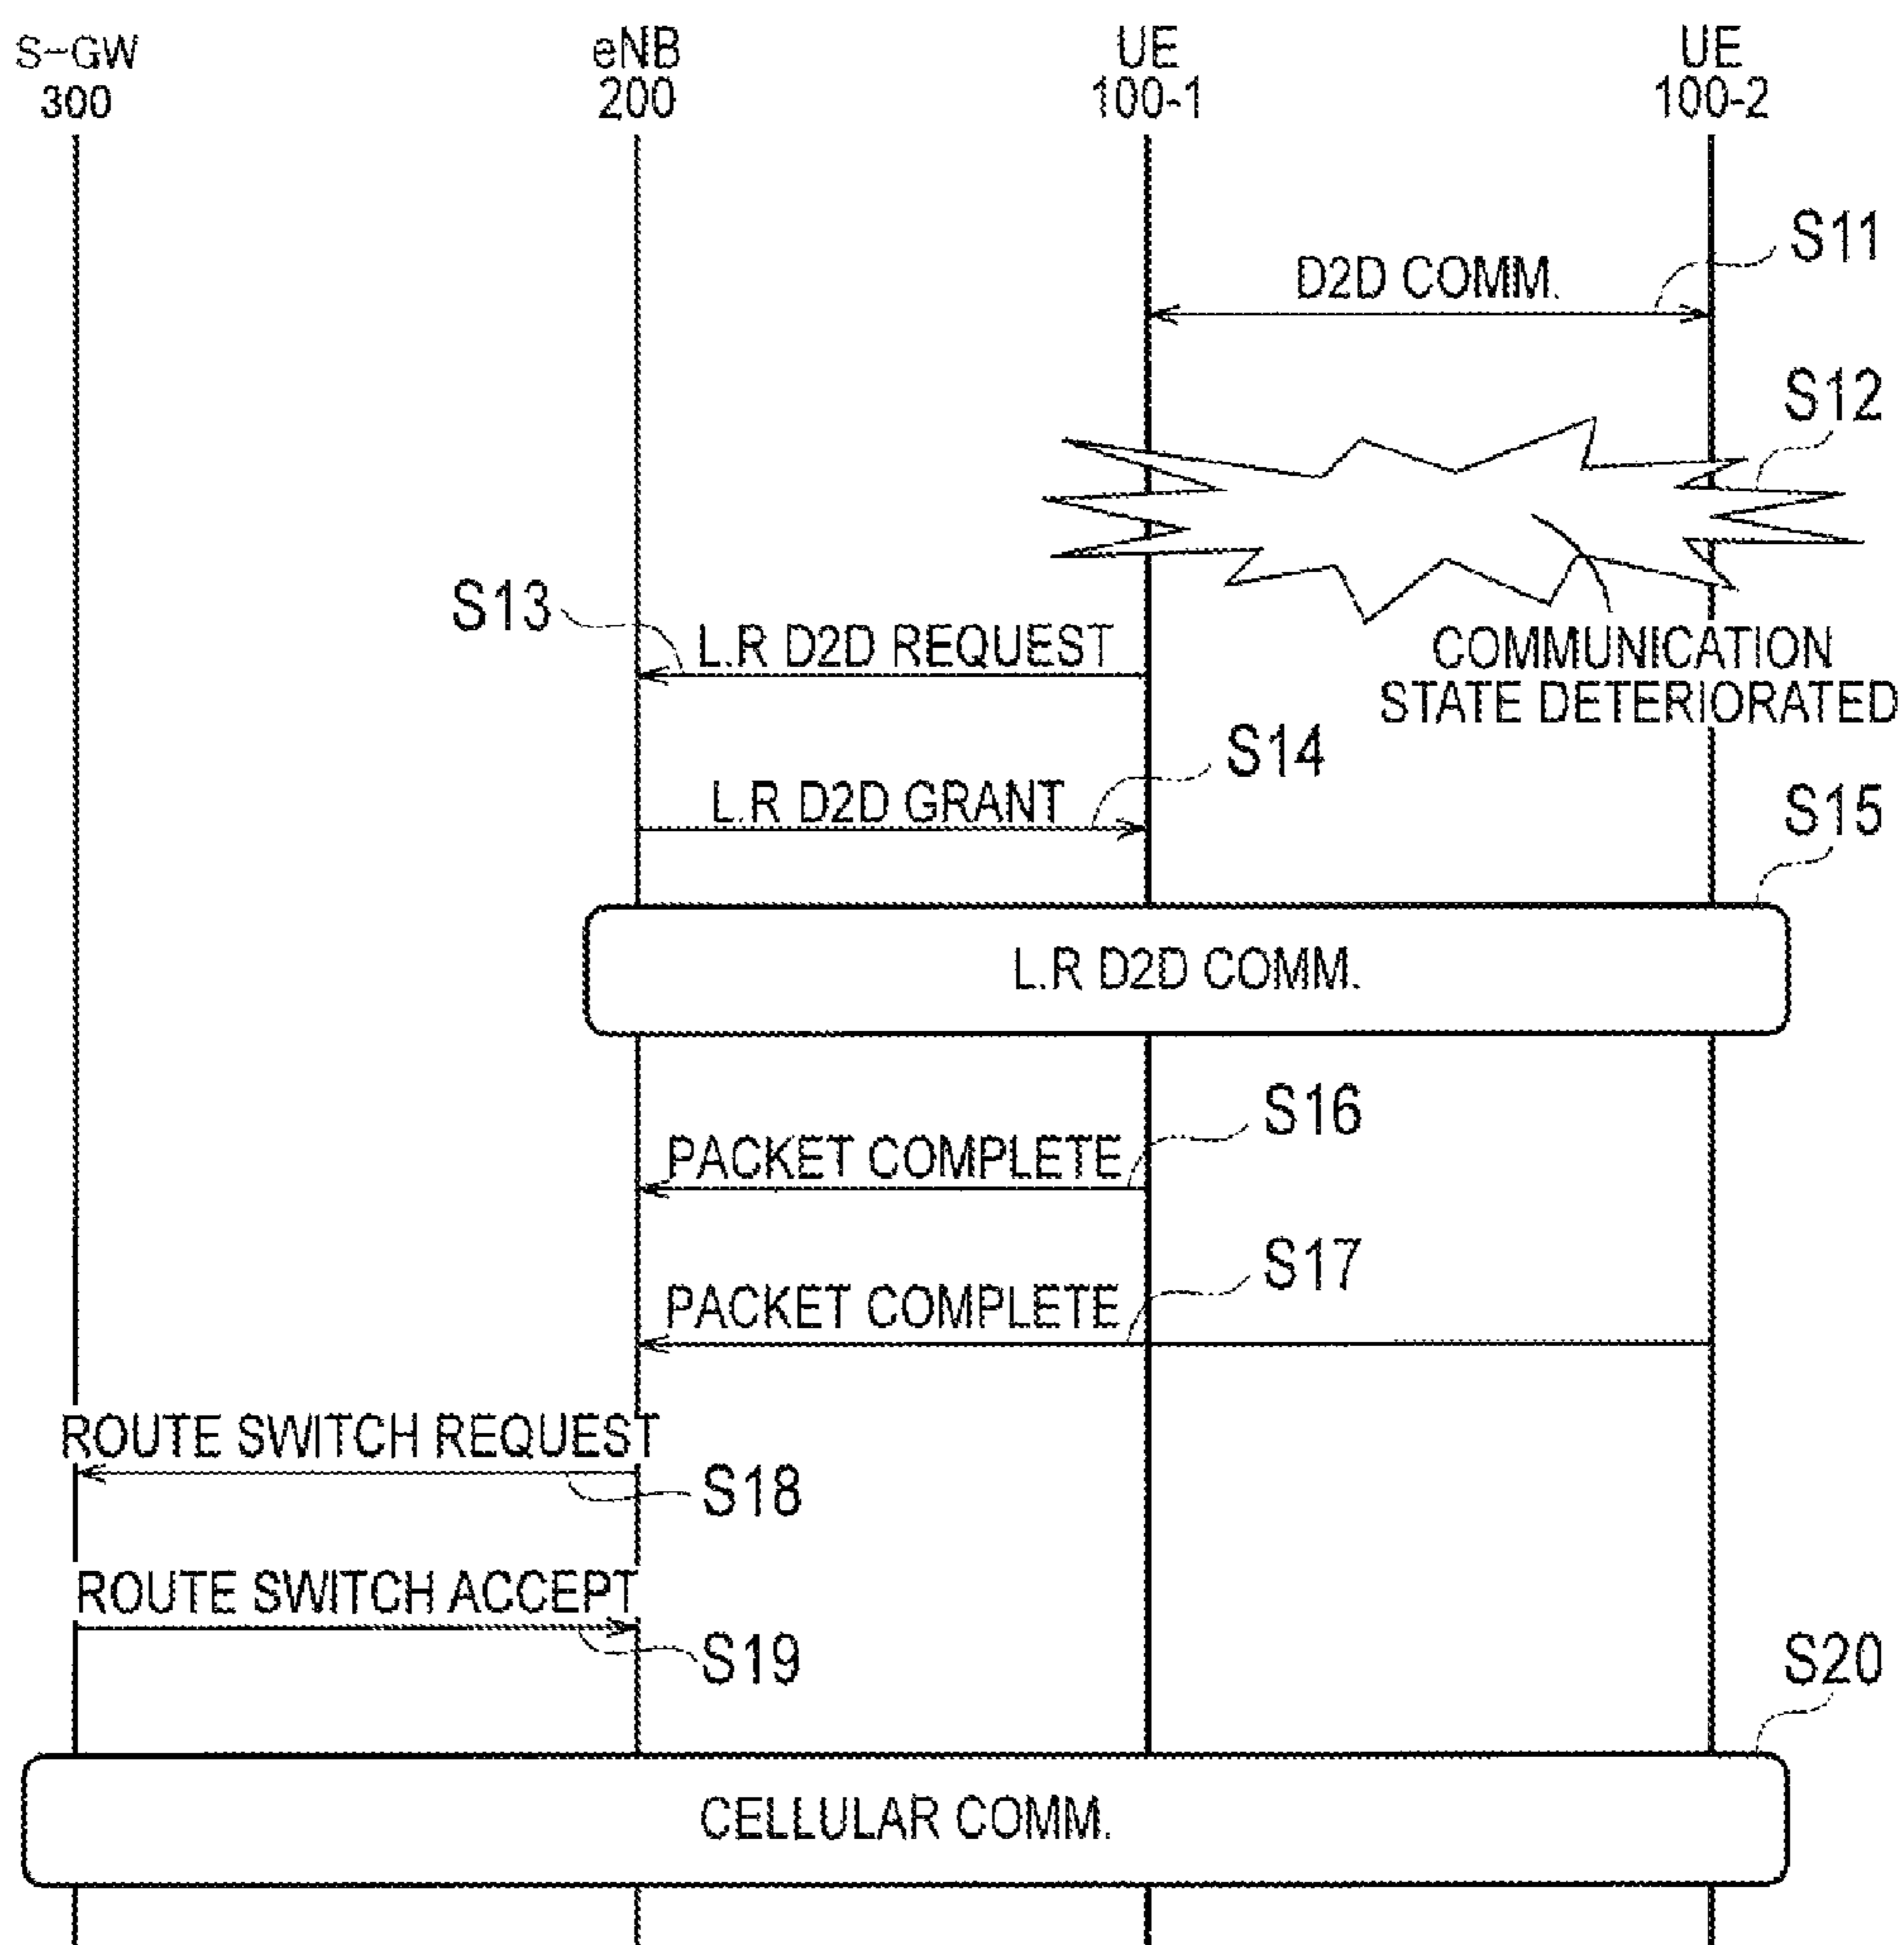 S-GW
300
eNB
200
UE
100-1
UE
100-2
S11
D2D COMM.
S12
S13
L.R D2D REQUEST
COMMUNICATION
STATE DETERIORATED
S14
L.R D2D GRANT
S15
L.R D2D COMM.
S16
PACKET COMPLETE
S17
PACKET COMPLETE
ROUTE SWITCH REQUEST
S18
ROUTE SWITCH ACCEPT
S19
S20
CELLULAR COMM.